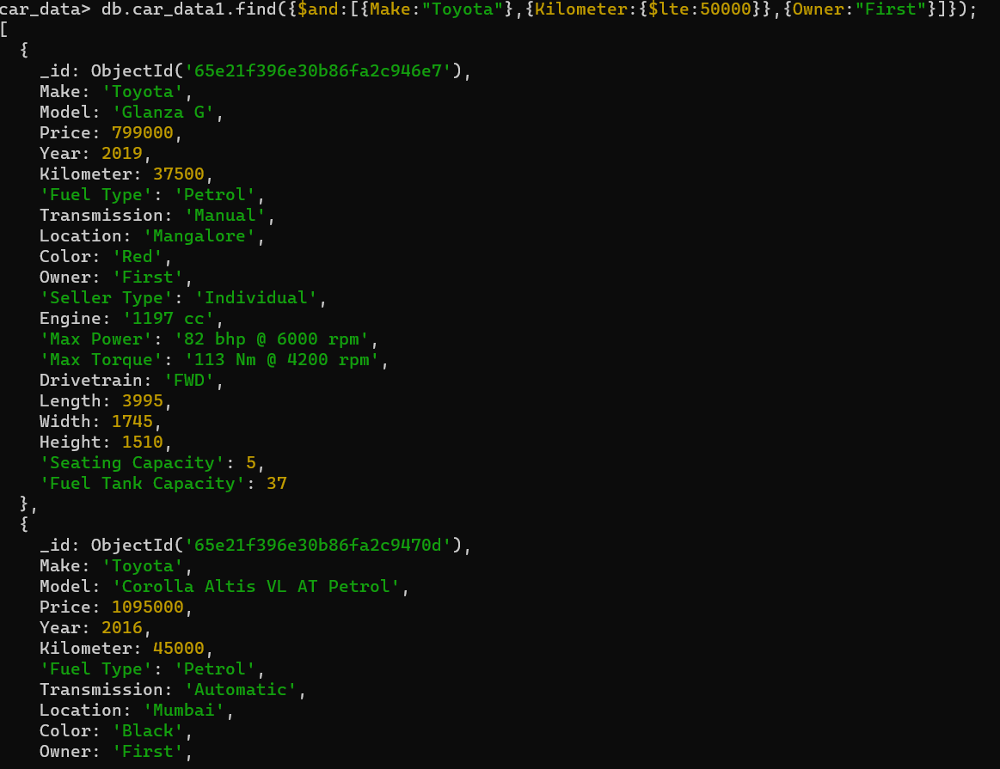 car_data> db.car_data1.find({$and:[{Make:"Toyota"},{Kilometer:{$lte:50000}},{Owner:"First"}]});
[
  {
    _id: ObjectId('65e21f396e30b86fa2c946e7'),
    Make: 'Toyota',
    Model: 'Glanza G',
    Price: 799000,
    Year: 2019,
    Kilometer: 37500,
    'Fuel Type': 'Petrol',
    Transmission: 'Manual',
    Location: 'Mangalore',
    Color: 'Red',
    Owner: 'First',
    'Seller Type': 'Individual',
    Engine: '1197 cc',
    'Max Power': '82 bhp @ 6000 rpm',
    'Max Torque': '113 Nm @ 4200 rpm',
    Drivetrain: 'FWD',
    Length: 3995,
    Width: 1745,
    Height: 1510,
    'Seating Capacity': 5,
    'Fuel Tank Capacity': 37
  },
  {
    _id: ObjectId('65e21f396e30b86fa2c9470d'),
    Make: 'Toyota',
    Model: 'Corolla Altis VL AT Petrol',
    Price: 1095000,
    Year: 2016,
    Kilometer: 45000,
    'Fuel Type': 'Petrol',
    Transmission: 'Automatic',
    Location: 'Mumbai',
    Color: 'Black',
    Owner: 'First',